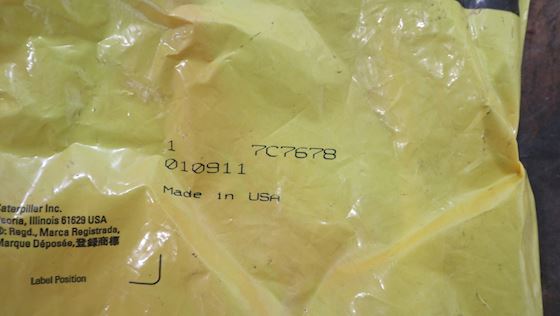 1 7C7678
010911
Made in USA
Caterpillar Inc.
Peoria, Illinois 61629 USA
®: Regd., Marca Registrada,
Marque Déposée, 登録商標
Label Position